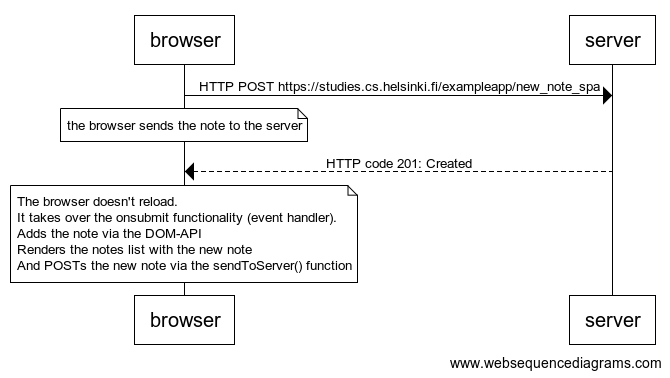 browser
server
HTTP POST https://studies.cs.helsinki.fi/exampleapp/new_note_spa
the browser sends the note to the server
HTTP code 201: Created
The browser doesn't reload.
It takes over the onsubmit functionality (event handler).
Adds the note via the DOM-API
Renders the notes list with the new note
And POSTs the new note via the sendToServer() function
browser
server
www.websequencediagrams.com